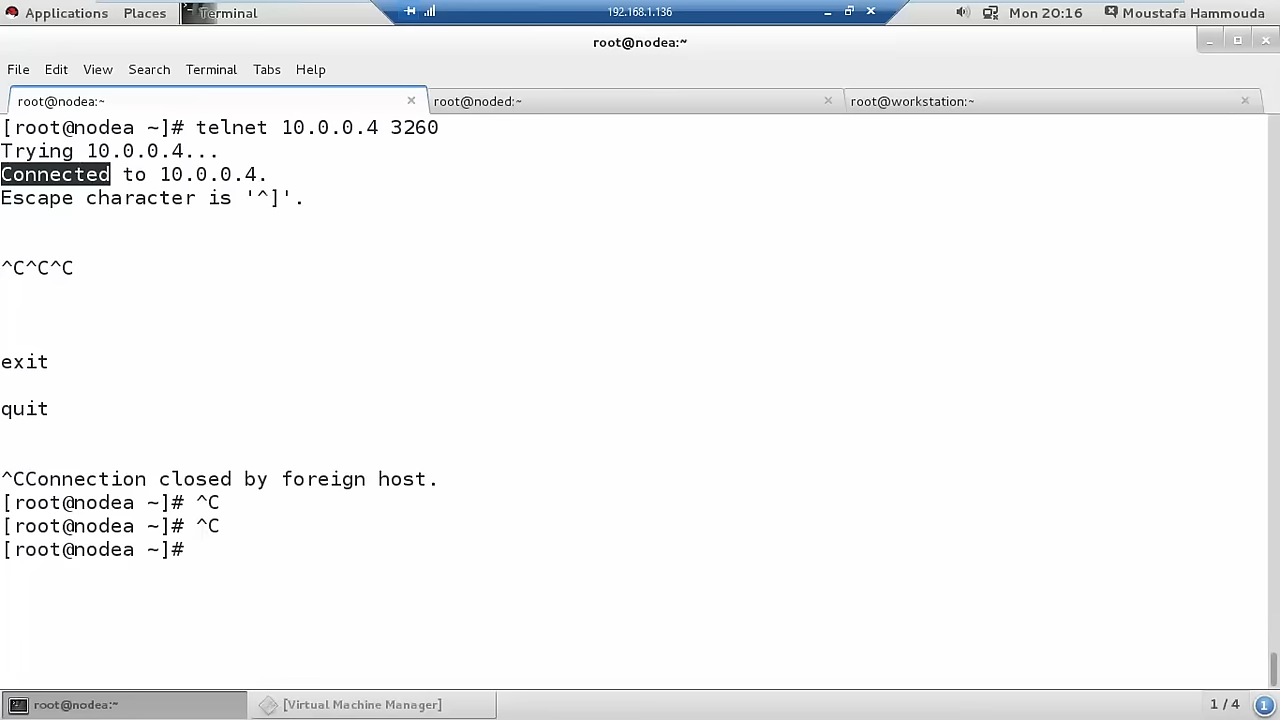 Applications Places Terminal 192.168.1.136 Mon 20:16 Moustafa Hammouda
root@nodea:~
File Edit View Search Terminal Tabs Help
root@nodea:~ root@noded:~ root@workstation:~
[root@nodea ~]# telnet 10.0.0.4 3260
Trying 10.0.0.4...
Connected to 10.0.0.4.
Escape character is '^]'.
^C^C^C
exit
quit
^CConnection closed by foreign host.
[root@nodea ~]# ^C
[root@nodea ~]# ^C
[root@nodea ~]#
root@nodea:~ [Virtual Machine Manager] 1 / 4 1